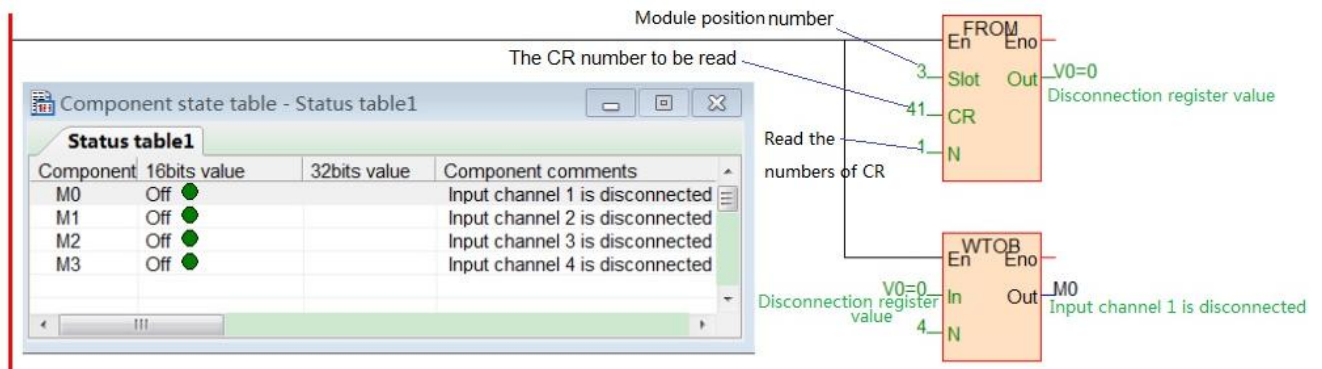 Module position number
FROM
En Eno
The CR number to be read
3 Slot Out V0=0
Disconnection register value
41 CR
Read the numbers of CR
1 N
Component state table - Status table1
Status table1
Component 16bits value 32bits value Component comments
M0 Off Input channel 1 is disconnected
M1 Off Input channel 2 is disconnected
M2 Off Input channel 3 is disconnected
M3 Off Input channel 4 is disconnected
WTOB
En Eno
V0=0 In Out M0
Disconnection register value
Input channel 1 is disconnected
4 N